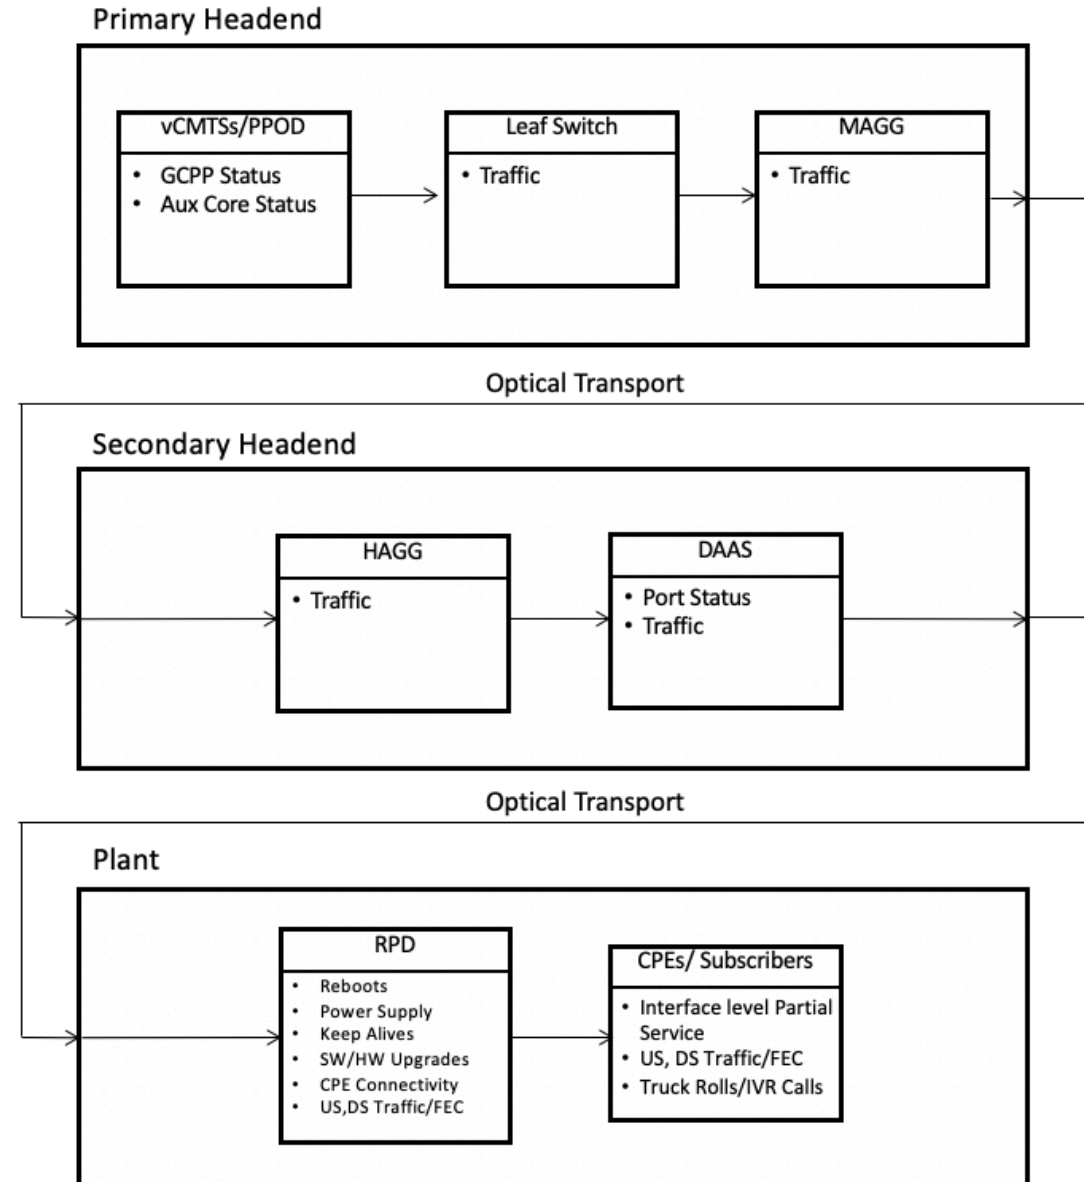 Primary Headend
vCMTSs/PPOD
• GCPP Status
• Aux Core Status
Leaf Switch
• Traffic
MAGG
• Traffic
Optical Transport
Secondary Headend
HAGG
• Traffic
DAAS
• Port Status
• Traffic
Optical Transport
Plant
RPD
• Reboots
• Power Supply
• Keep Alives
• SW/HW Upgrades
• CPE Connectivity
• US,DS Traffic/FEC
CPEs/ Subscribers
• Interface level Partial
Service
• US, DS Traffic/FEC
• Truck Rolls/IVR Calls